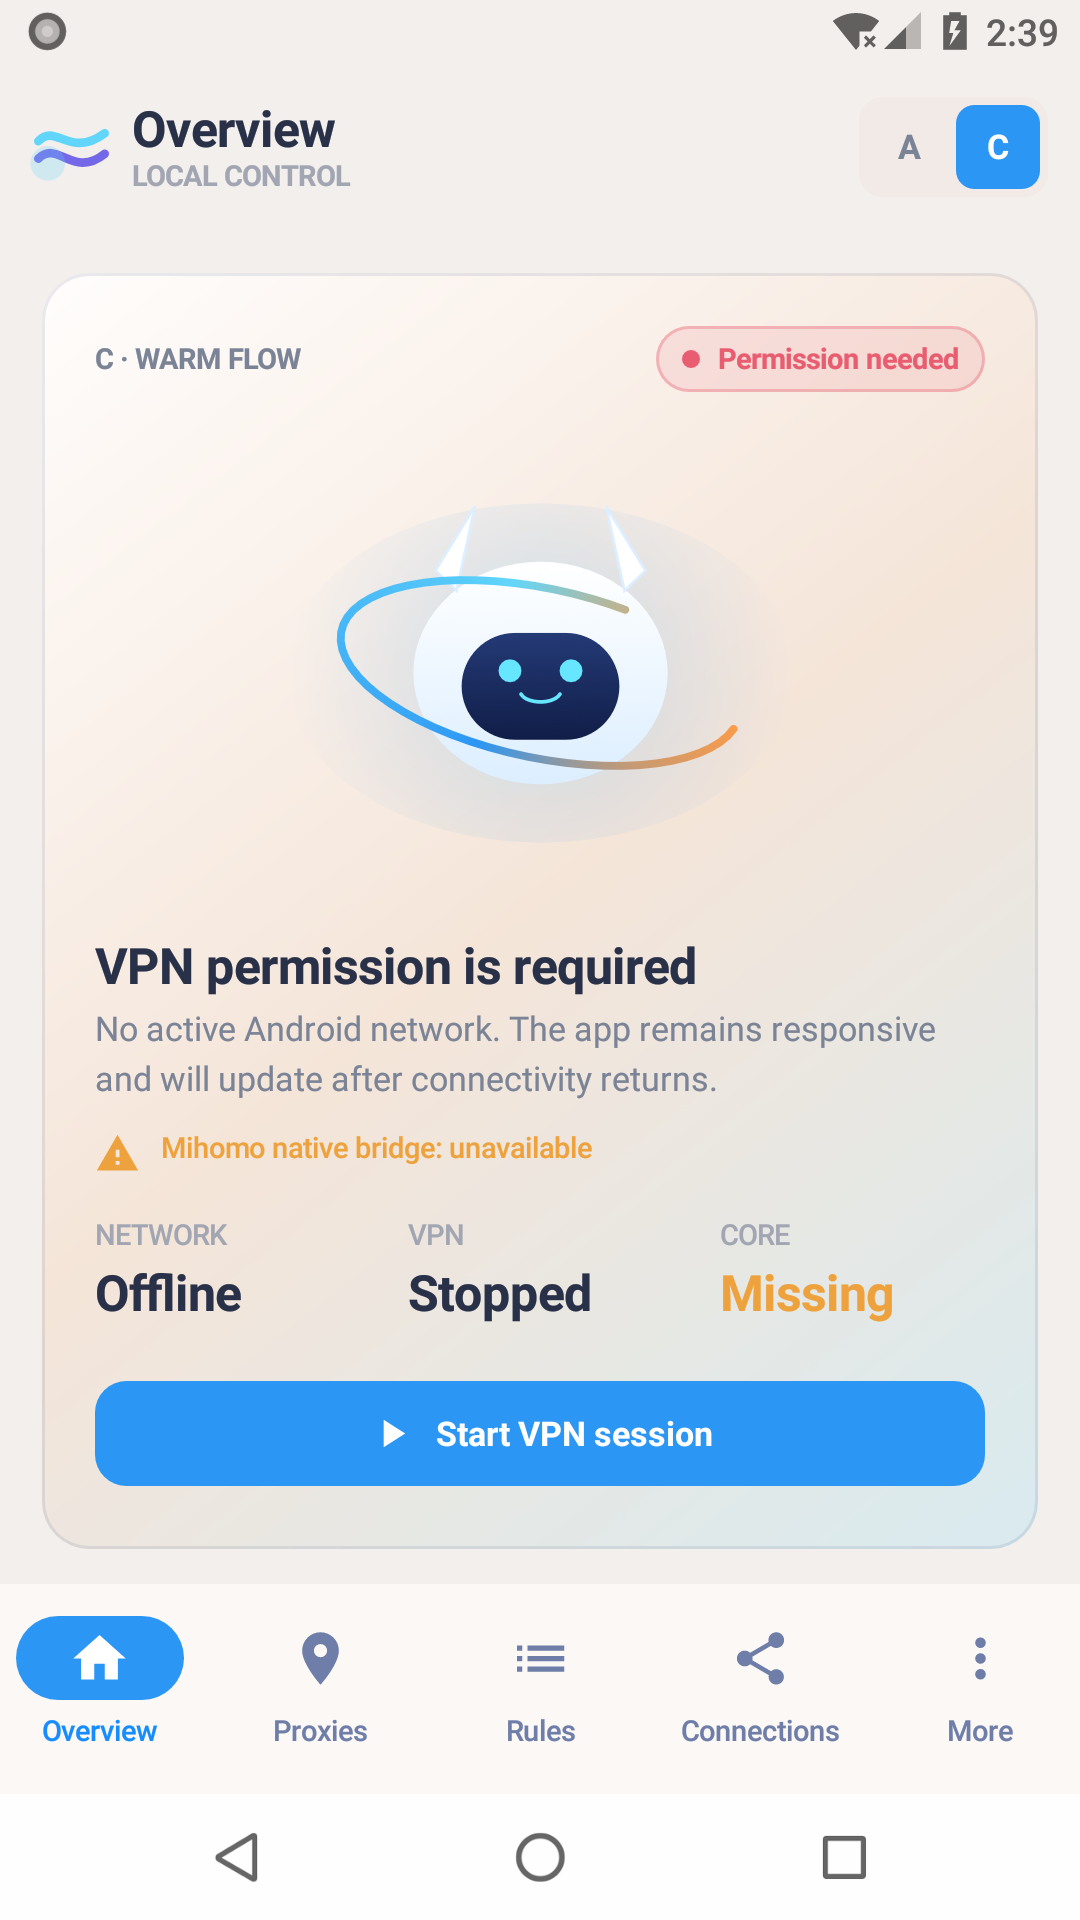 2:39
Overview
LOCAL CONTROL
A
C
C · WARM FLOW
Permission needed
VPN permission is required
No active Android network. The app remains responsive
and will update after connectivity returns.
Mihomo native bridge: unavailable
NETWORK
VPN
CORE
Offline
Stopped
Missing
Start VPN session
Overview
Proxies
Rules
Connections
More